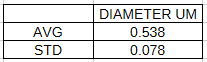 DIAMETER UM
AVG 0.538
STD 0.078